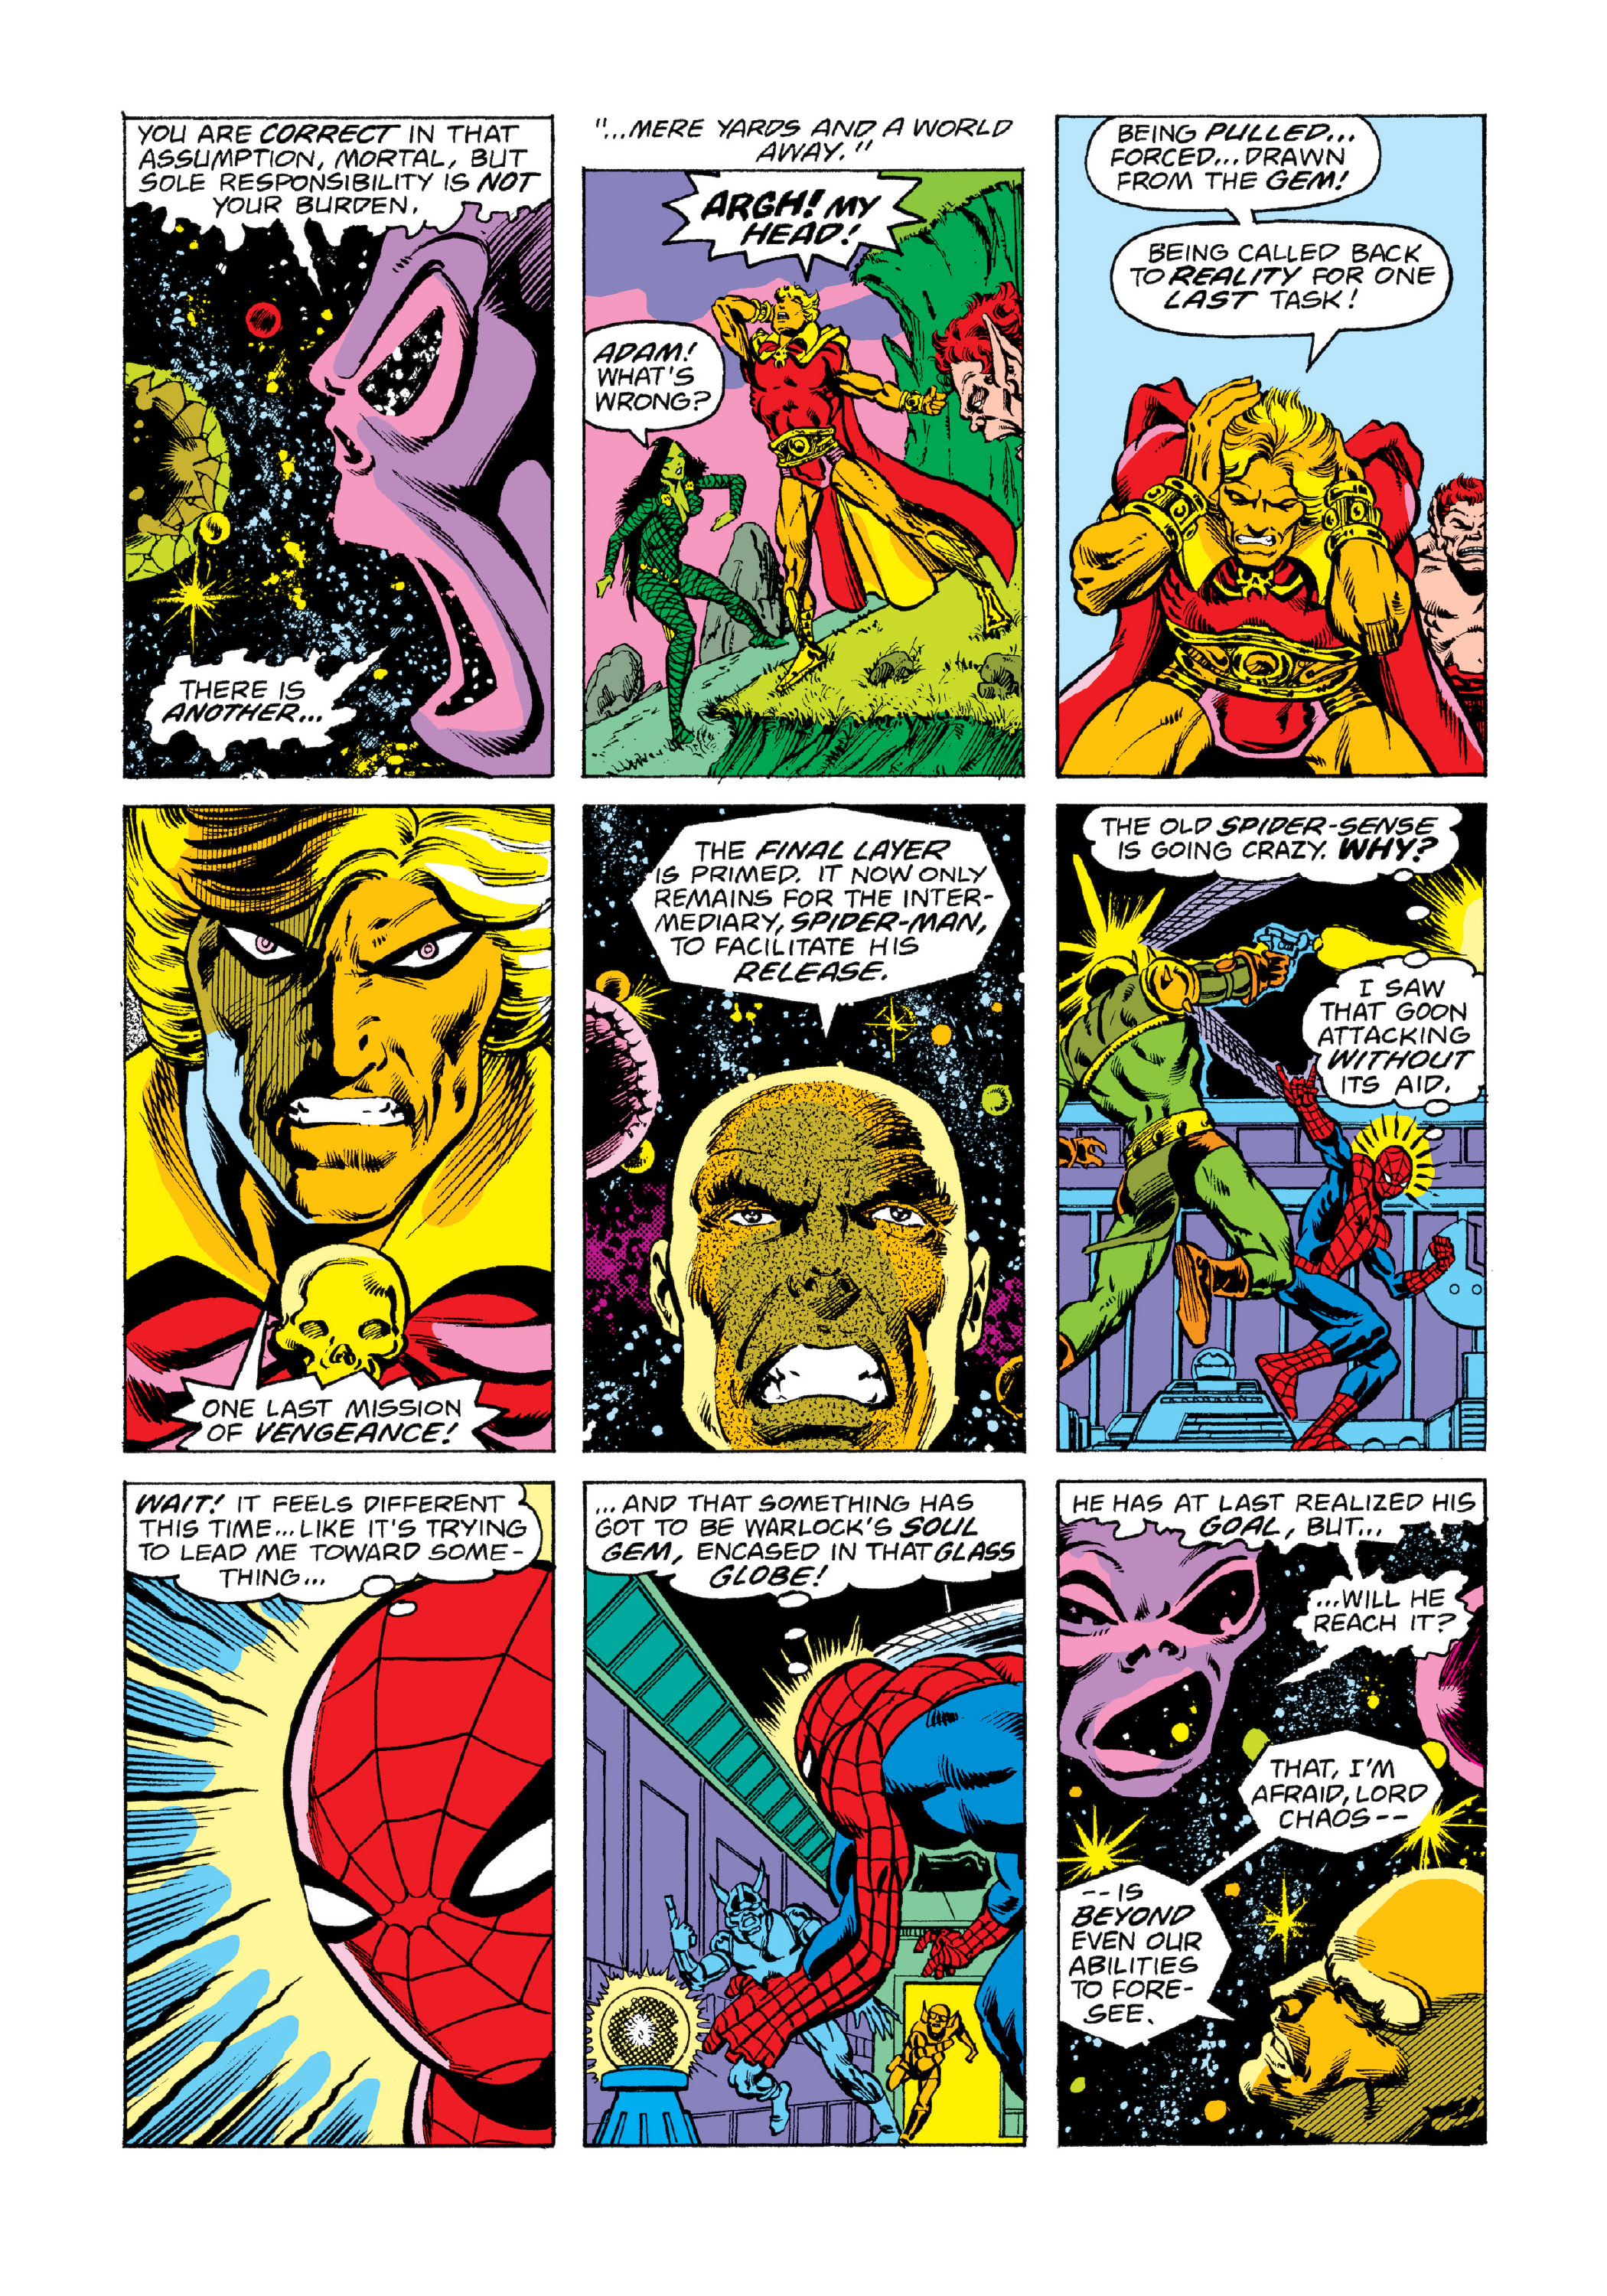 YOU ARE CORRECT IN THAT
ASSUMPTION, MORTAL, BUT
SOLE RESPONSIBILITY IS NOT
YOUR BURDEN.
THERE IS
ANOTHER...
"...MERE YARDS AND A WORLD
AWAY."
ARGH! MY
HEAD!
ADAM!
WHAT'S
WRONG?
BEING PULLED...
FORCED...DRAWN
FROM THE GEM!
BEING CALLED BACK
TO REALITY FOR ONE
LAST TASK!
ONE LAST MISSION
OF VENGEANCE!
THE FINAL LAYER
IS PRIMED. IT NOW ONLY
REMAINS FOR THE INTER-
MEDIARY, SPIDER-MAN,
TO FACILITATE HIS
RELEASE.
THE OLD SPIDER-SENSE
IS GOING CRAZY. WHY?
I SAW
THAT GOON
ATTACKING
WITHOUT
ITS AID.
WAIT! IT FEELS DIFFERENT
THIS TIME...LIKE IT'S TRYING
TO LEAD ME TOWARD SOME-
THING...
...AND THAT SOMETHING HAS
GOT TO BE WARLOCK'S SOUL
GEM, ENCASED IN THAT GLASS
GLOBE!
HE HAS AT LAST REALIZED HIS
GOAL, BUT...
...WILL HE
REACH IT?
THAT, I'M
AFRAID, LORD
CHAOS--
--IS
BEYOND
EVEN OUR
ABILITIES
TO FORE-
SEE.